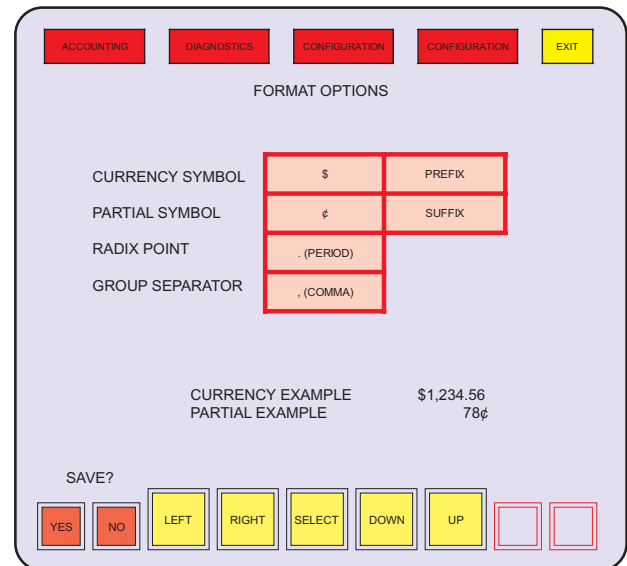 ACCOUNTING DIAGNOSTICS CONFIGURATION CONFIGURATION EXIT
FORMAT OPTIONS
CURRENCY SYMBOL $ PREFIX
PARTIAL SYMBOL ¢ SUFFIX
RADIX POINT . (PERIOD)
GROUP SEPARATOR , (COMMA)
CURRENCY EXAMPLE $1,234.56
PARTIAL EXAMPLE 78¢
SAVE?
YES NO LEFT RIGHT SELECT DOWN UP